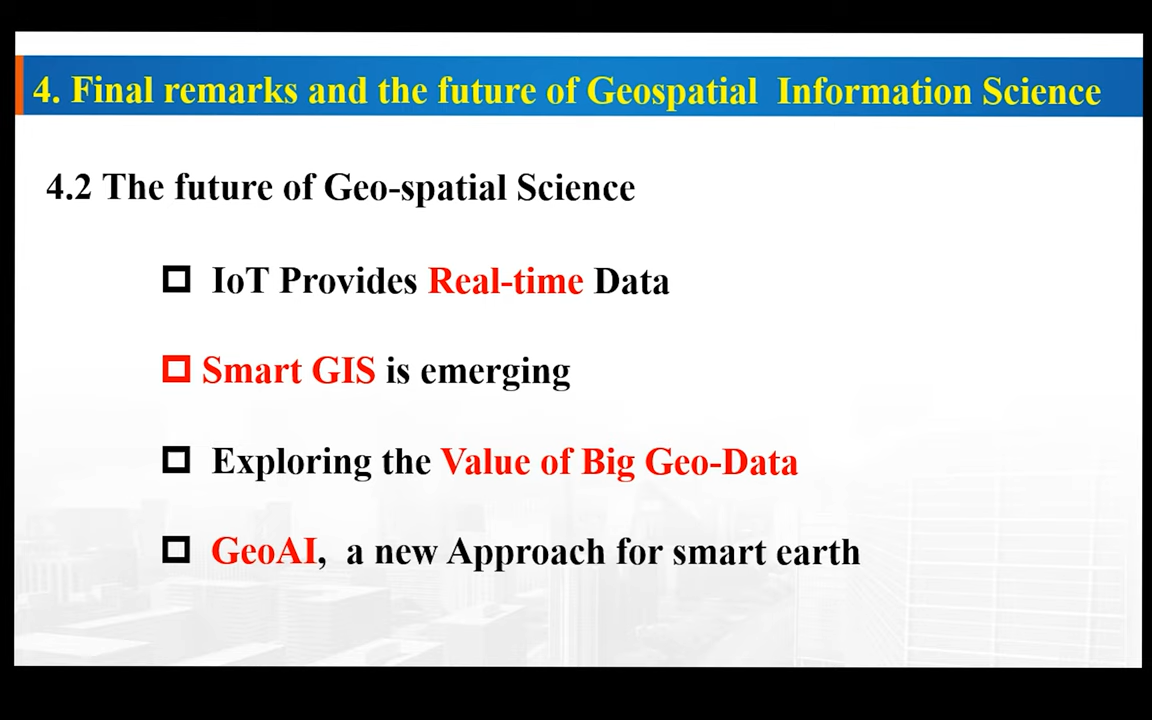 4. Final remarks and the future of Geospatial Information Science
4.2 The future of Geo-spatial Science
IoT Provides Real-time Data
Smart GIS is emerging
Exploring the Value of Big Geo-Data
GeoAI, a new Approach for smart earth